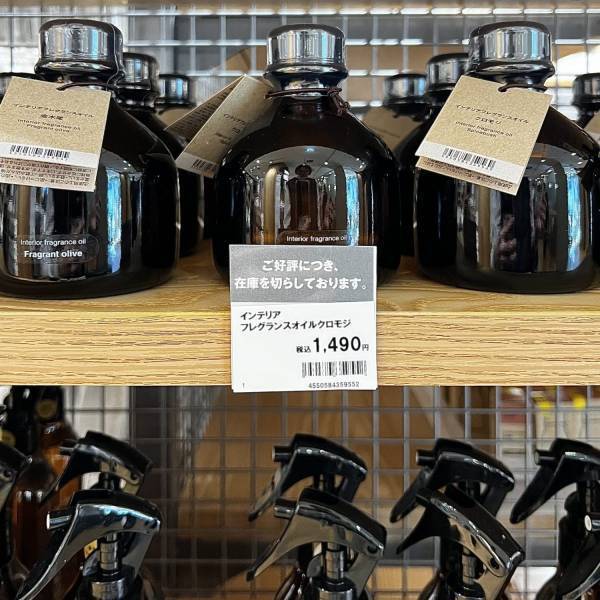 インテリアフレグランスオイル
金木犀
Interior fragrance oil
Fragrant olive
Interior fragrance oil
Fragrant olive
インテリアフレグランスオイル
クロモジ
Interior fragrance oil
Interior fragrance oil
ご好評につき、
在庫を切らしております。
インテリア
フレグランスオイルクロモジ
税込1,490円
1 4550584359552